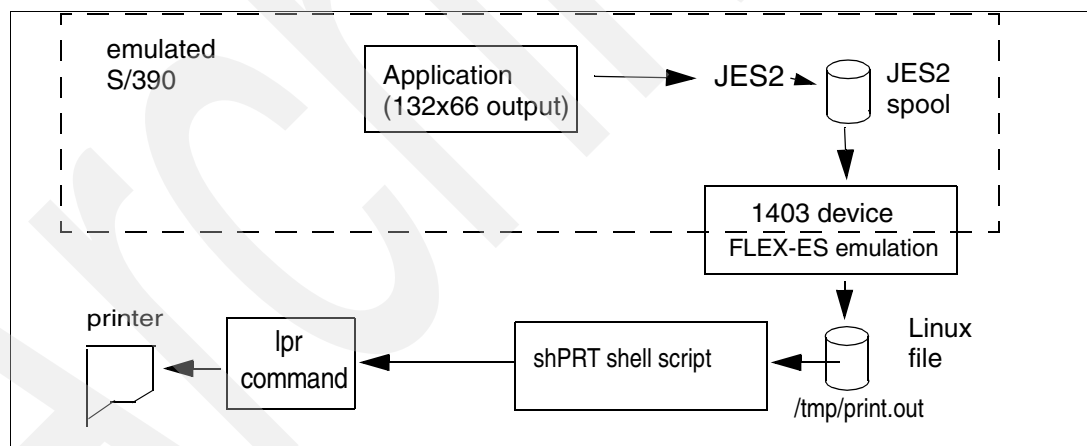 emulated
S/390
Application
(132x66 output)
JES2
JES2
spool
1403 device
FLEX-ES emulation
printer
lpr
command
shPRT shell script
Linux
file
/tmp/print.out